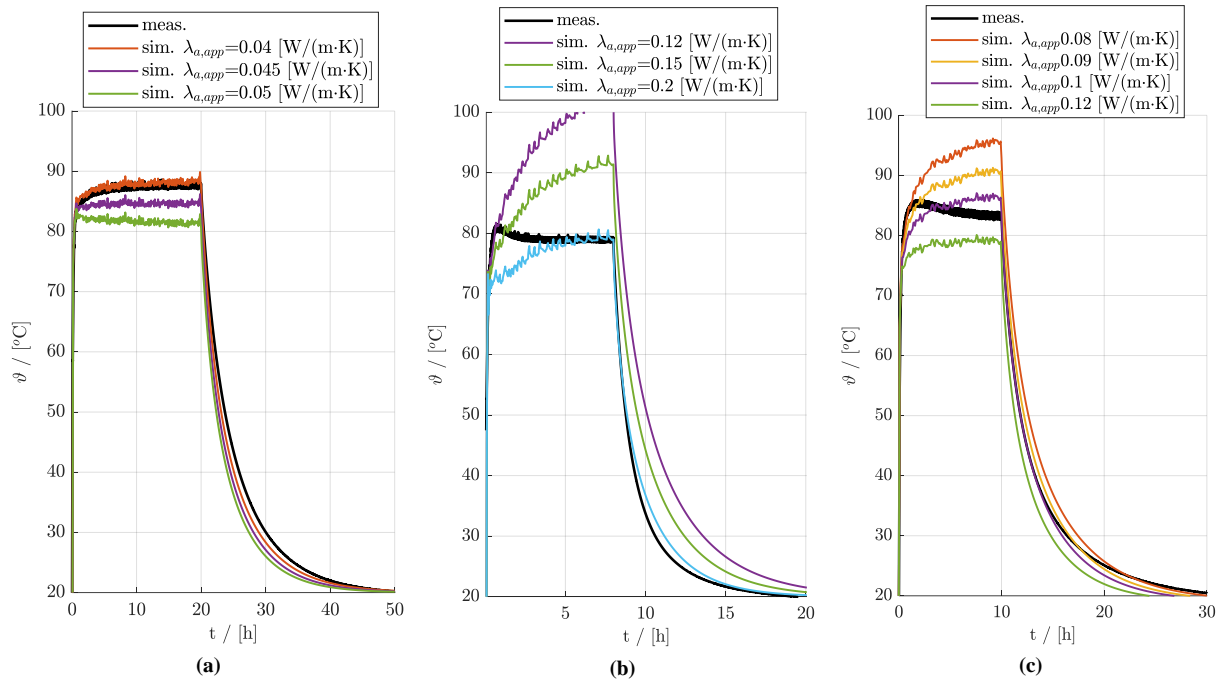 meas.
sim. λa,app=0.04 [W/(m·K)]
sim. λa,app=0.045 [W/(m·K)]
sim. λa,app=0.05 [W/(m·K)]
100
90
80
70
60
50
40
30
20
ϑ / [°C]
0 10 20 30 40 50
t / [h]
(a)
meas.
sim. λa,app=0.12 [W/(m·K)]
sim. λa,app=0.15 [W/(m·K)]
sim. λa,app=0.2 [W/(m·K)]
100
90
80
70
60
50
40
30
20
ϑ / [°C]
5 10 15 20
t / [h]
(b)
meas.
sim. λa,app0.08 [W/(m·K)]
sim. λa,app0.09 [W/(m·K)]
sim. λa,app0.1 [W/(m·K)]
sim. λa,app0.12 [W/(m·K)]
100
90
80
70
60
50
40
30
20
ϑ / [°C]
0 10 20 30
t / [h]
(c)